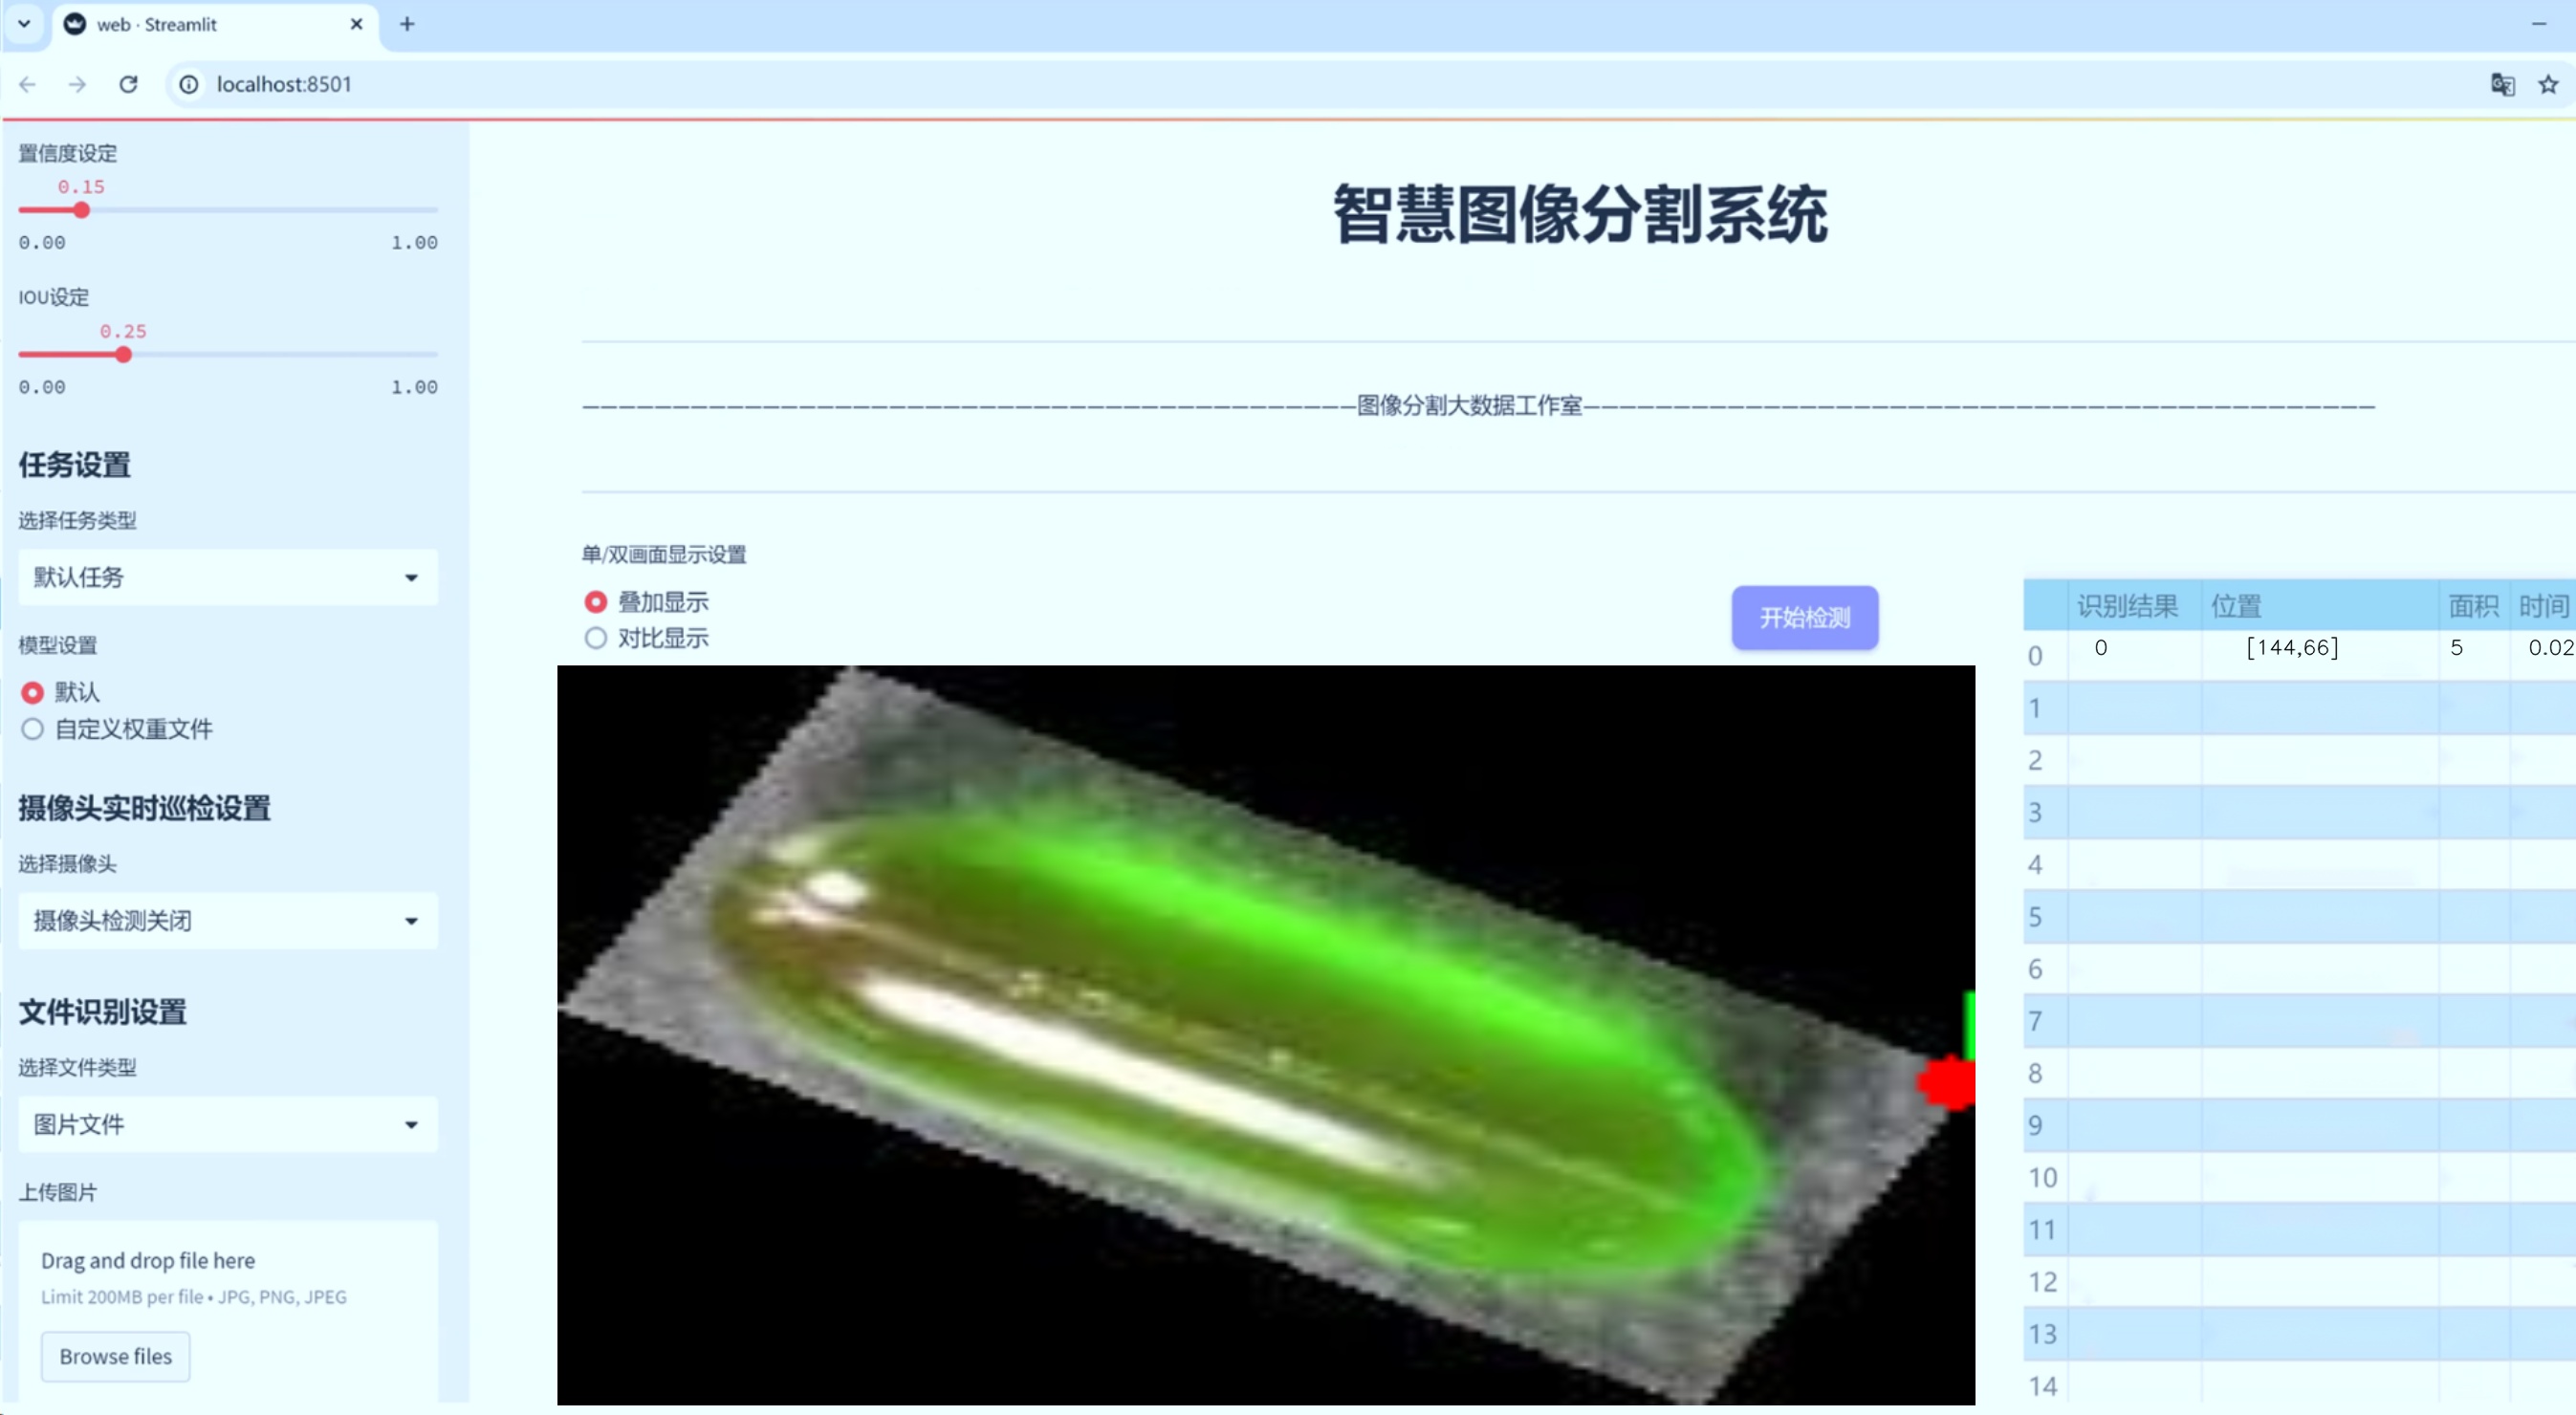 web · Streamlit
localhost:8501
置信度设定
0.15
0.00 1.00
IOU设定
0.25
0.00 1.00
任务设置
选择任务类型
默认任务
模型设置
默认
自定义权重文件
摄像头实时巡检设置
选择摄像头
摄像头检测关闭
文件识别设置
选择文件类型
图片文件
上传图片
Drag and drop file here
Limit 200MB per file • JPG, PNG, JPEG
Browse files
智慧图像分割系统
———————————————————————————————————————————图像分割大数据工作室————————————————————————————————————————————
单/双画面显示设置
叠加显示
对比显示
开始检测
识别结果 位置 面积 时间
0 0 [144,66] 5 0.02
1
2
3
4
5
6
7
8
9
10
11
12
13
14